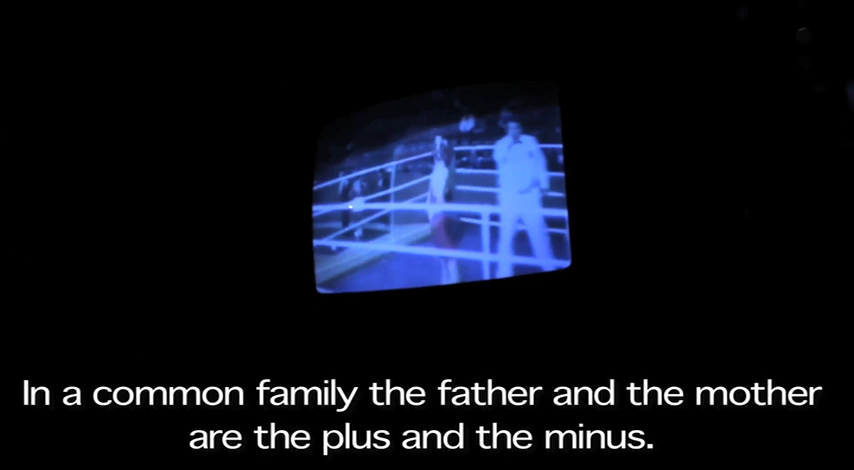 In a common family the father and the mother
are the plus and the minus.